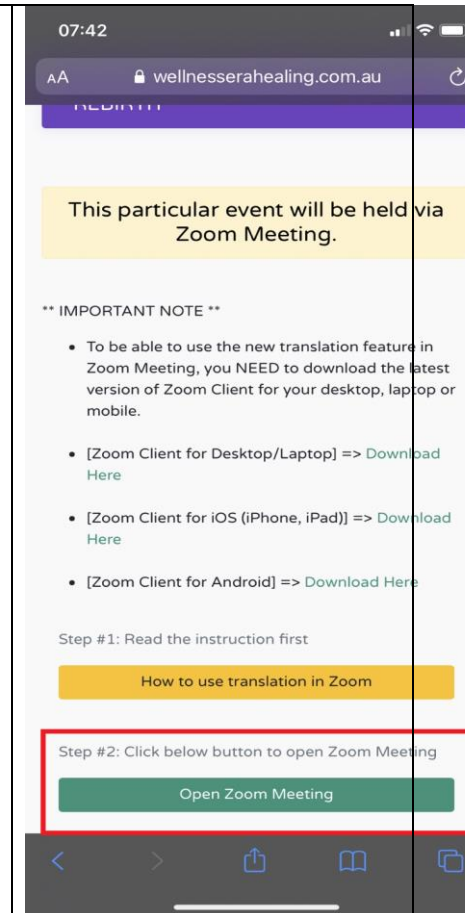 07:42
AA wellnesserahealing.com.au
REBIRTH
This particular event will be held via
Zoom Meeting.
** IMPORTANT NOTE **
• To be able to use the new translation feature in
Zoom Meeting, you NEED to download the latest
version of Zoom Client for your desktop, laptop or
mobile.
• [Zoom Client for Desktop/Laptop] => Download
Here
• [Zoom Client for iOS (iPhone, iPad)] => Download
Here
• [Zoom Client for Android] => Download Here
Step #1: Read the instruction first
How to use translation in Zoom
Step #2: Click below button to open Zoom Meeting
Open Zoom Meeting